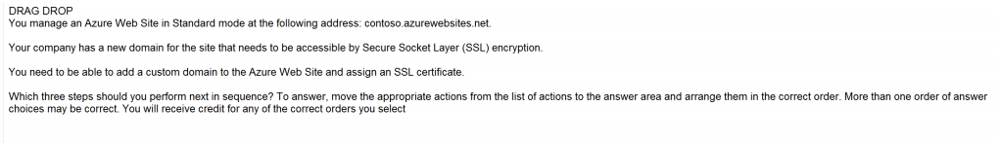 DRAG DROP
You manage an Azure Web Site in Standard mode at the following address: contoso.azurewebsites.net.
Your company has a new domain for the site that needs to be accessible by Secure Socket Layer (SSL) encryption.
You need to be able to add a custom domain to the Azure Web Site and assign an SSL certificate.
Which three steps should you perform next in sequence? To answer, move the appropriate actions from the list of actions to the answer area and arrange them in the correct order. More than one order of answer
choices may be correct. You will receive credit for any of the correct orders you select